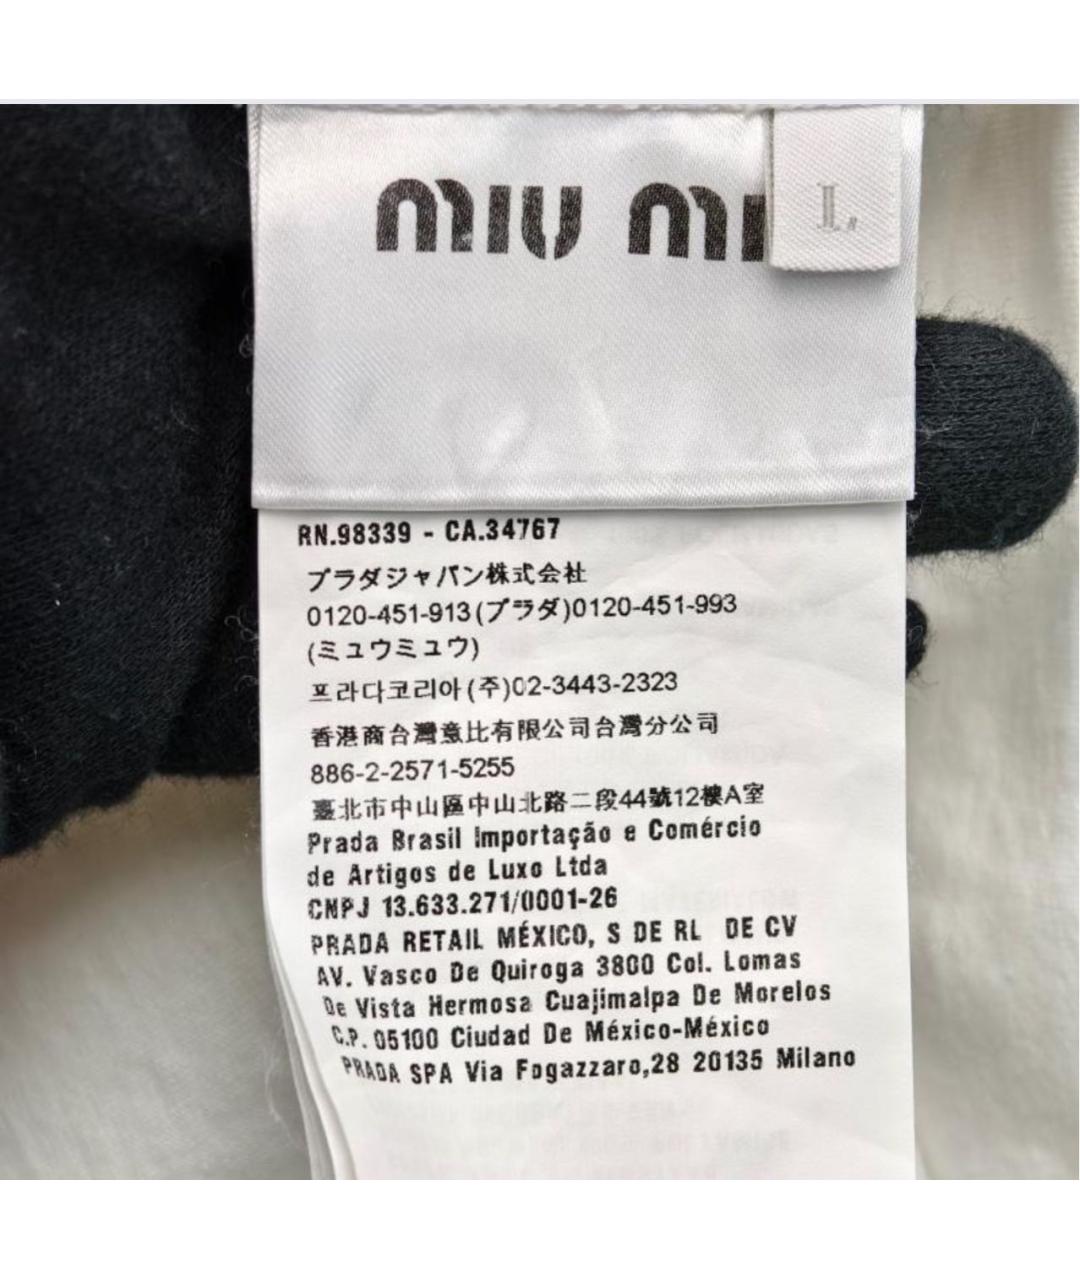 MIU MI
L
RN.98339 - CA.34767
プラダジャパン株式会社
0120-451-913(プラダ)0120-451-993
(ミュウミュウ)
프라다코리아(주)02-3443-2323
香港商台灣意比有限公司台灣分公司
886-2-2571-5255
臺北市中山區中山北路二段44號12樓A室
Prada Brasil Importação e Comércio
de Artigos de Luxo Ltda
CNPJ 13.633.271/0001-26
PRADA RETAIL MÉXICO, S DE RL DE CV
AV. Vasco De Quiroga 3800 Col. Lomas
De Vista Hermosa Cuajimalpa De Morelos
C.P. 05100 Ciudad De México-México
PRADA SPA Via Fogazzaro,28 20135 Milano